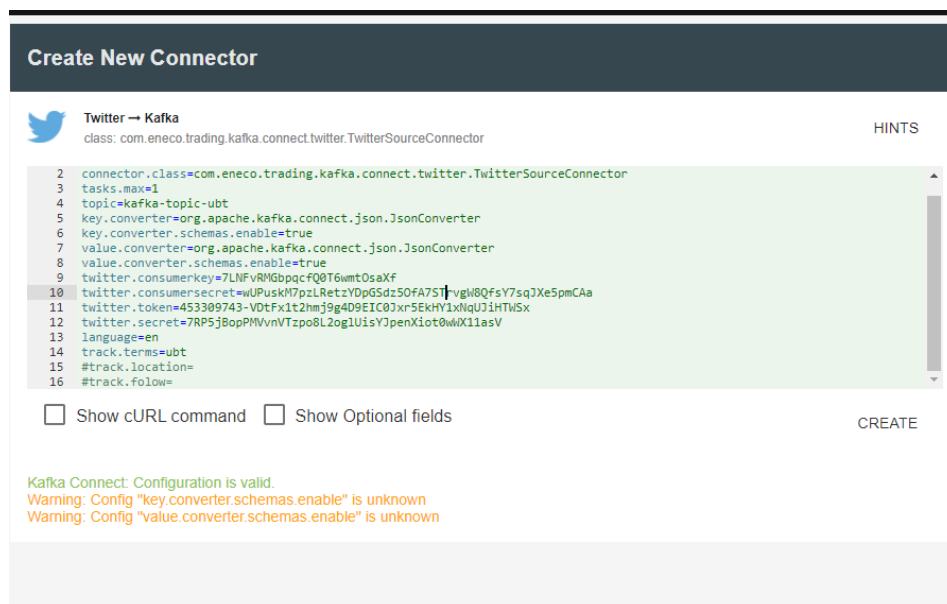 Create New Connector
Twitter → Kafka
class: com.eneco.trading.kafka.connect.twitter.TwitterSourceConnector
HINTS
2 connector.class=com.eneco.trading.kafka.connect.twitter.TwitterSourceConnector
3 tasks.max=1
4 topic=kafka-topic-ubt
5 key.converter=org.apache.kafka.connect.json.JsonConverter
6 key.converter.schemas.enable=true
7 value.converter=org.apache.kafka.connect.json.JsonConverter
8 value.converter.schemas.enable=true
9 twitter.consumerkey=7LNFvRMGbpqcfQ0T6wmtOsaXf
10 twitter.consumersecret=wUPuskM7pzLRetzYDpGSdz5OfA7STrvgW8QfsY7sqJXe5pmCAa
11 twitter.token=453309743-VDtFx1t2hmj9g4D9EIC0Jxr5EkHY1xNqUJiHTWSx
12 twitter.secret=7RP5jBopPMVvnVTzpo8L2oglUisYJpenXiot0wWX11asV
13 language=en
14 track.terms=ubt
15 #track.location=
16 #track.folow=
Show cURL command Show Optional fields
CREATE
Kafka Connect: Configuration is valid.
Warning: Config "key.converter.schemas.enable" is unknown
Warning: Config "value.converter.schemas.enable" is unknown